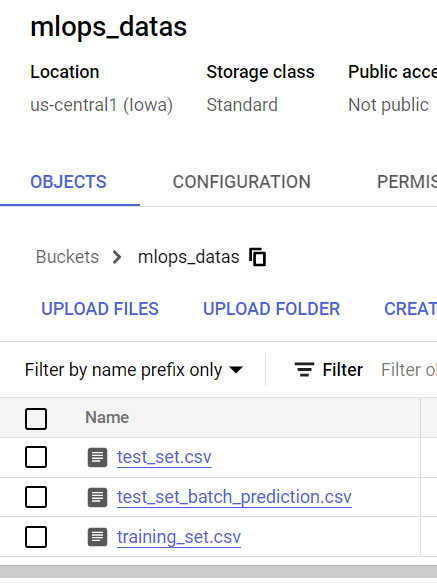 mlops_datas
Location Storage class Public acce
us-central1 (Iowa) Standard Not public
OBJECTS CONFIGURATION PERMIS
Buckets mlops_datas
UPLOAD FILES UPLOAD FOLDER CREAT
Filter by name prefix only Filter Filter ol
Name
test_set.csv
test_set_batch_prediction.csv
training_set.csv